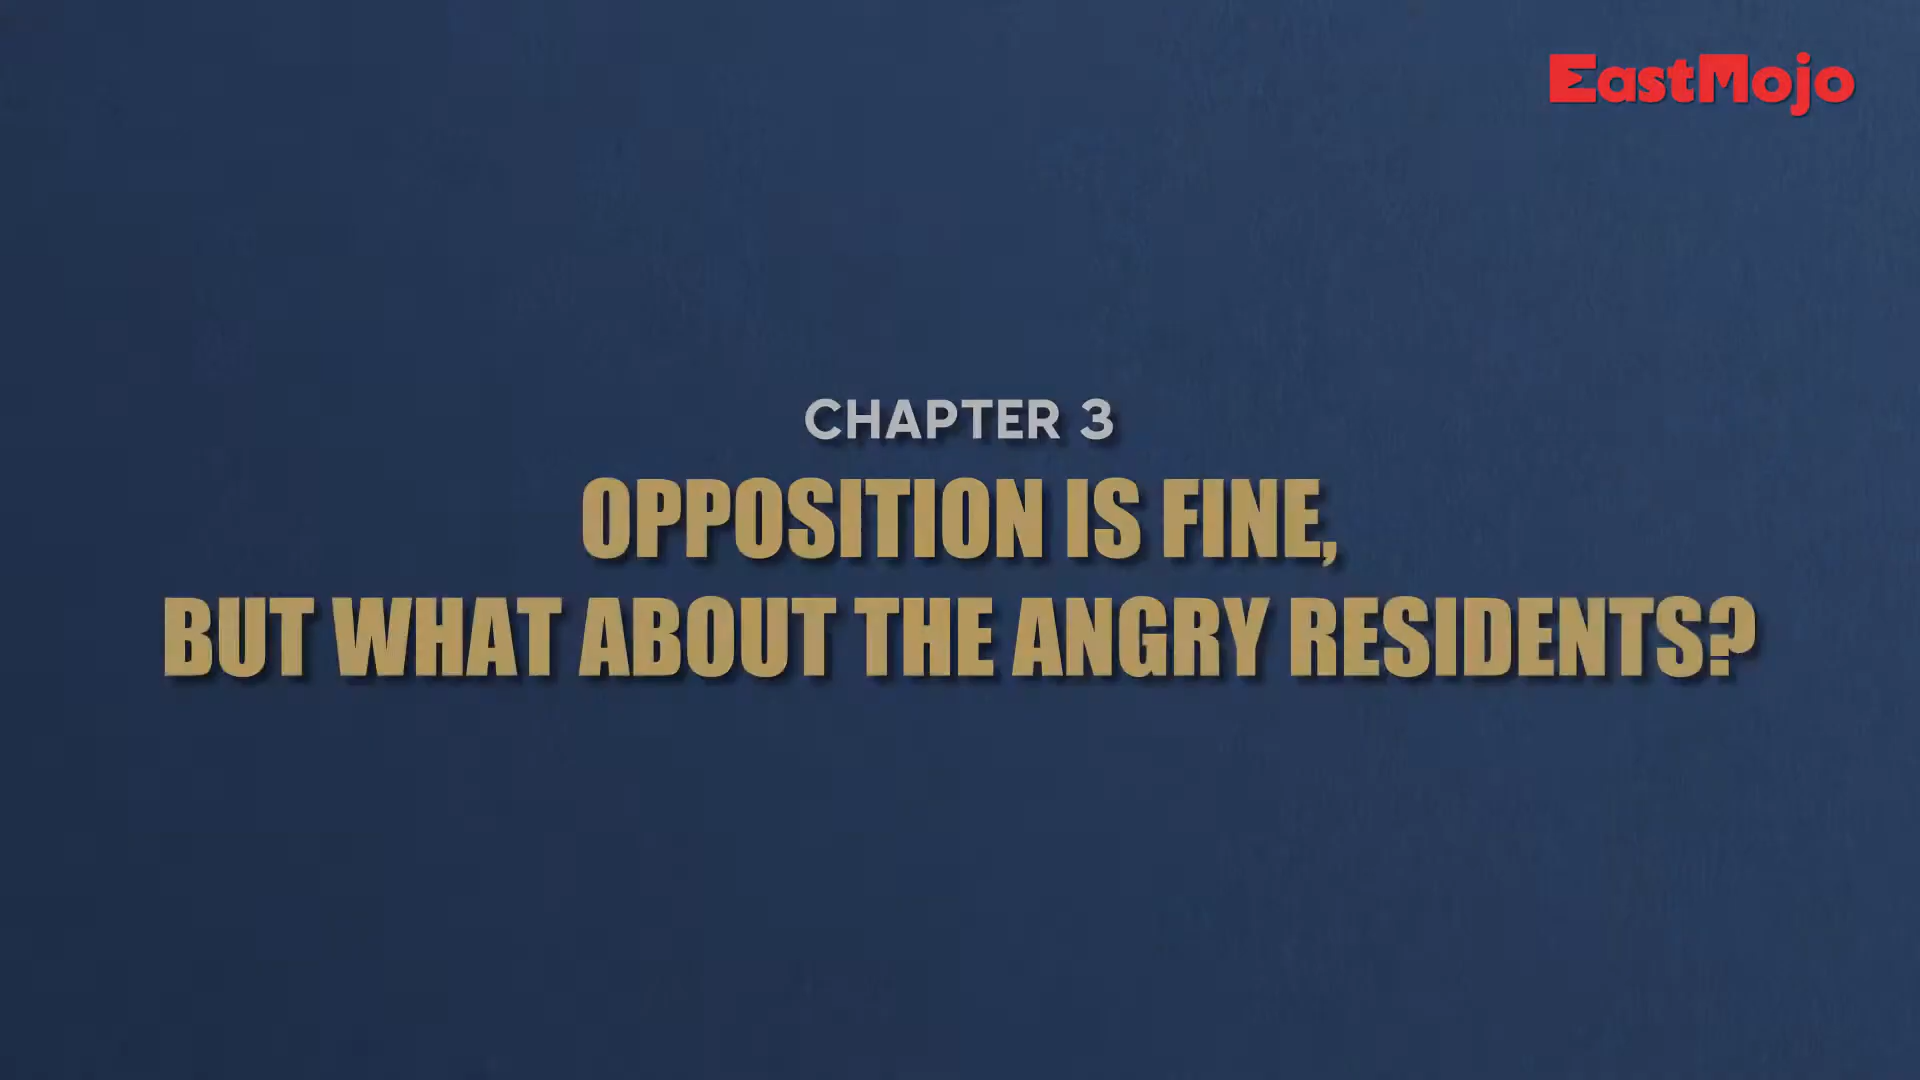 EastMojo
CHAPTER 3
OPPOSITION IS FINE,
BUT WHAT ABOUT THE ANGRY RESIDENTS?